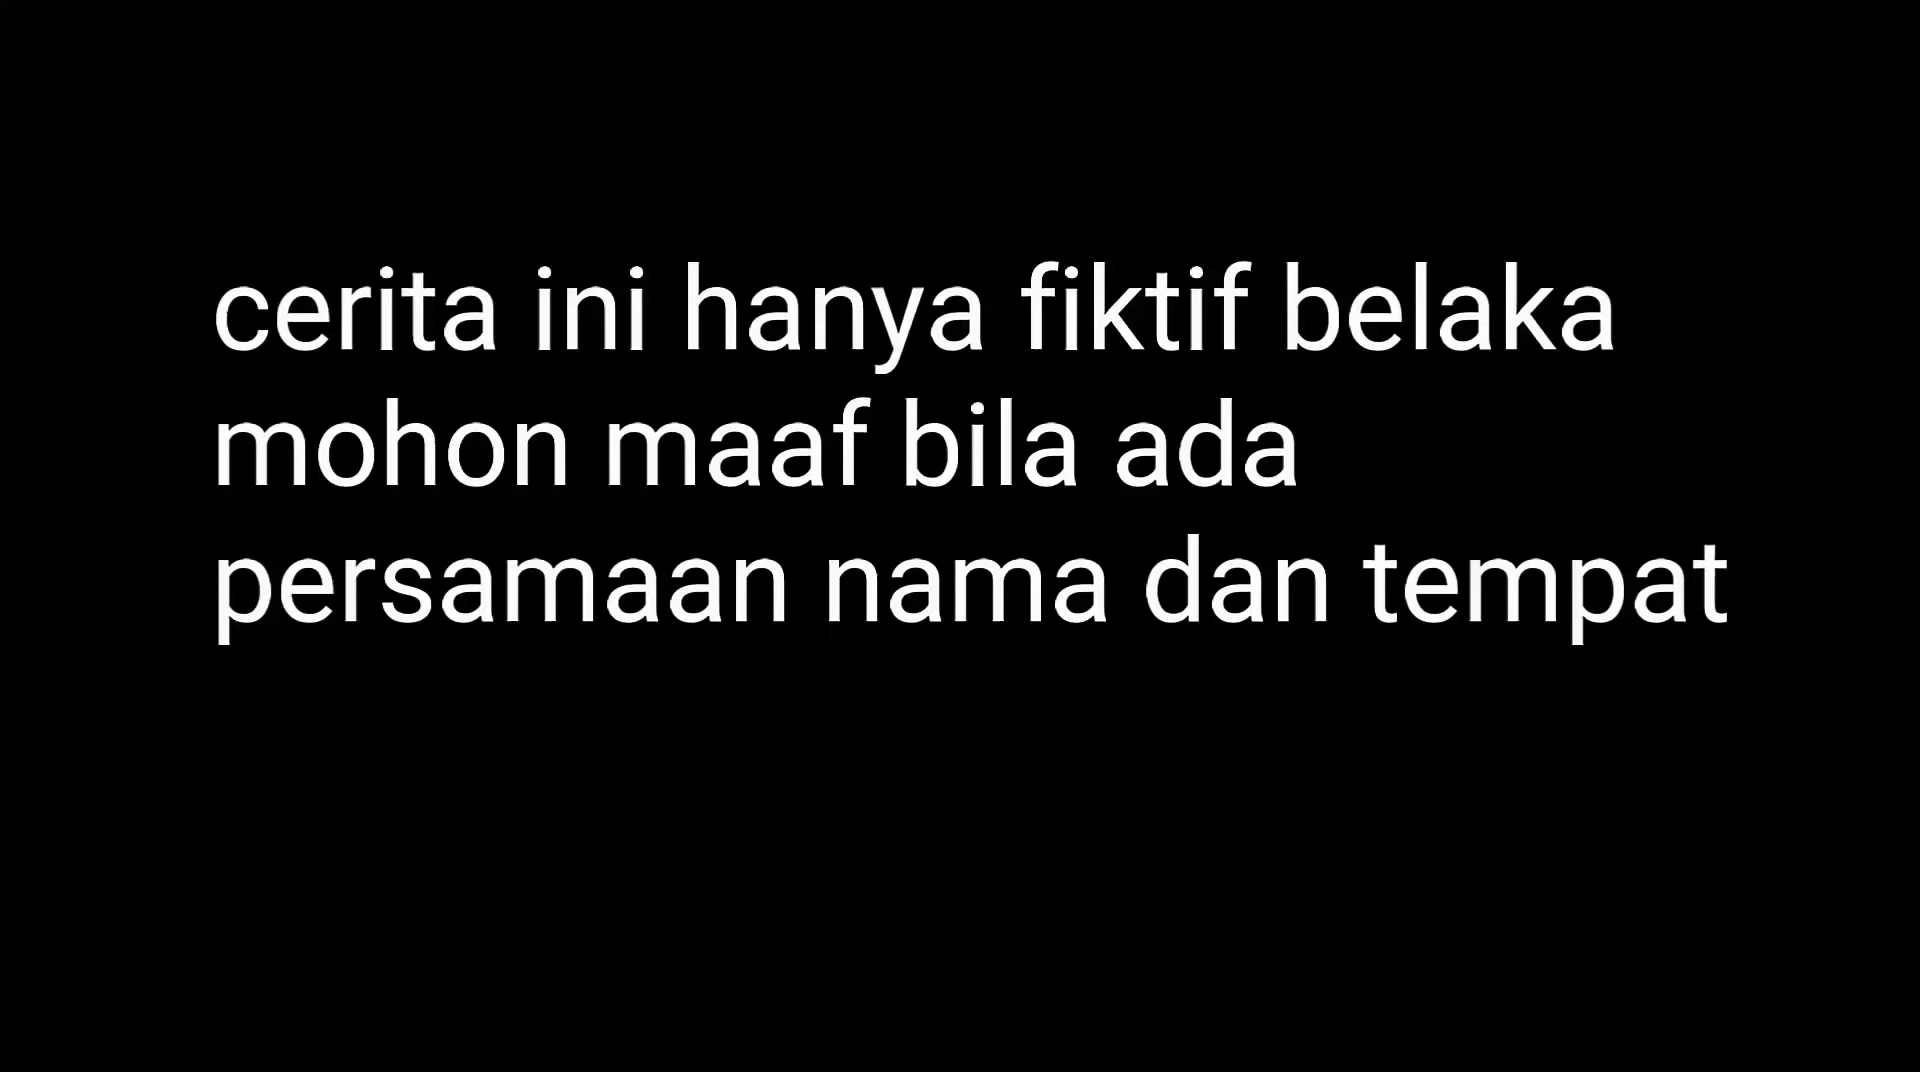 cerita ini hanya fiktif belaka
mohon maaf bila ada
persamaan nama dan tempat